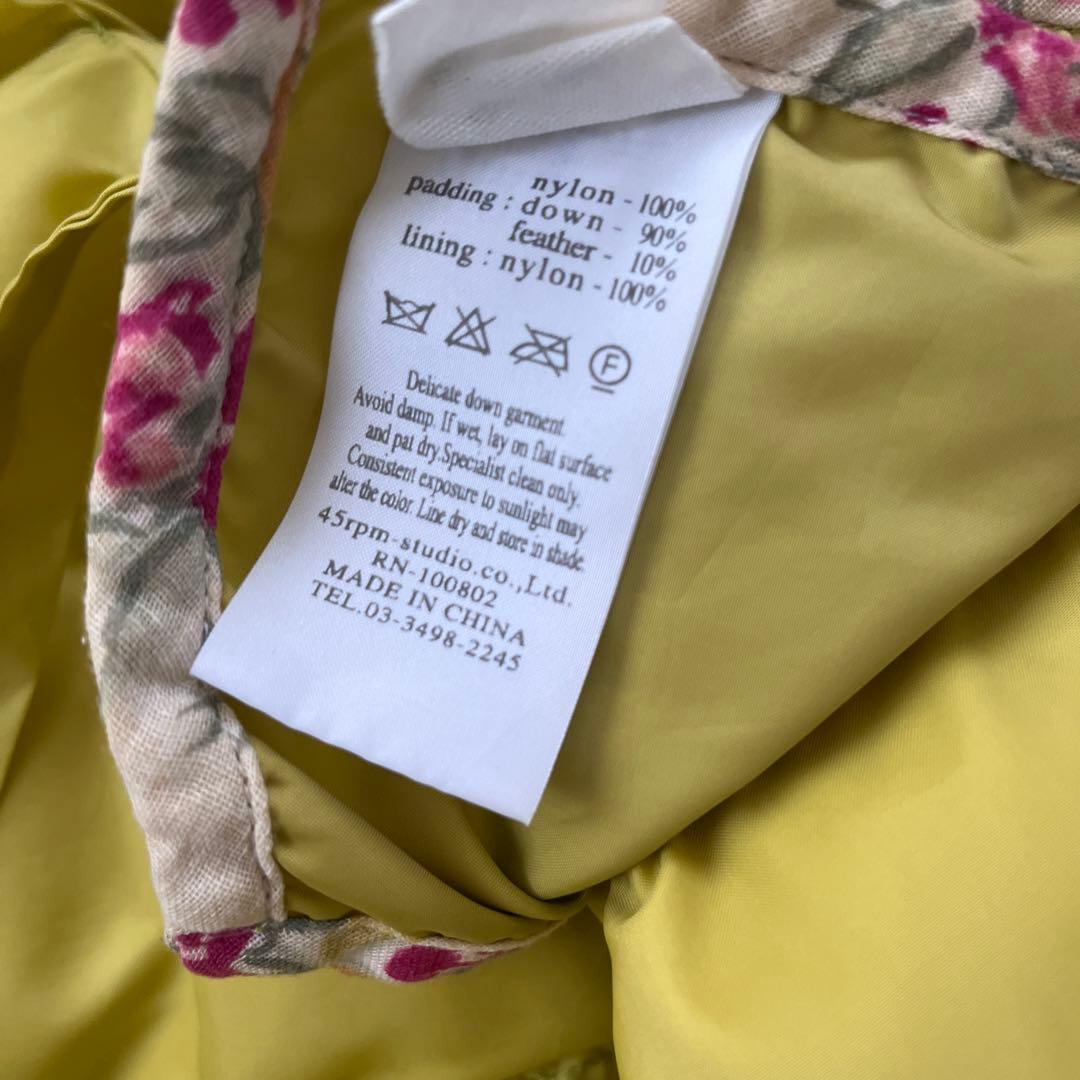 nylon - 100%
padding : down - 90%
feather - 10%
lining : nylon - 100%
F
Delicate down garment.
Avoid damp. If wet, lay on flat surface
and pat dry.Specialist clean only.
Consistent exposure to sunlight may
alter the color. Line dry and store in shade.
45rpm-studio.co.,Ltd.
RN-100802
MADE IN CHINA
TEL.03-3498-2245